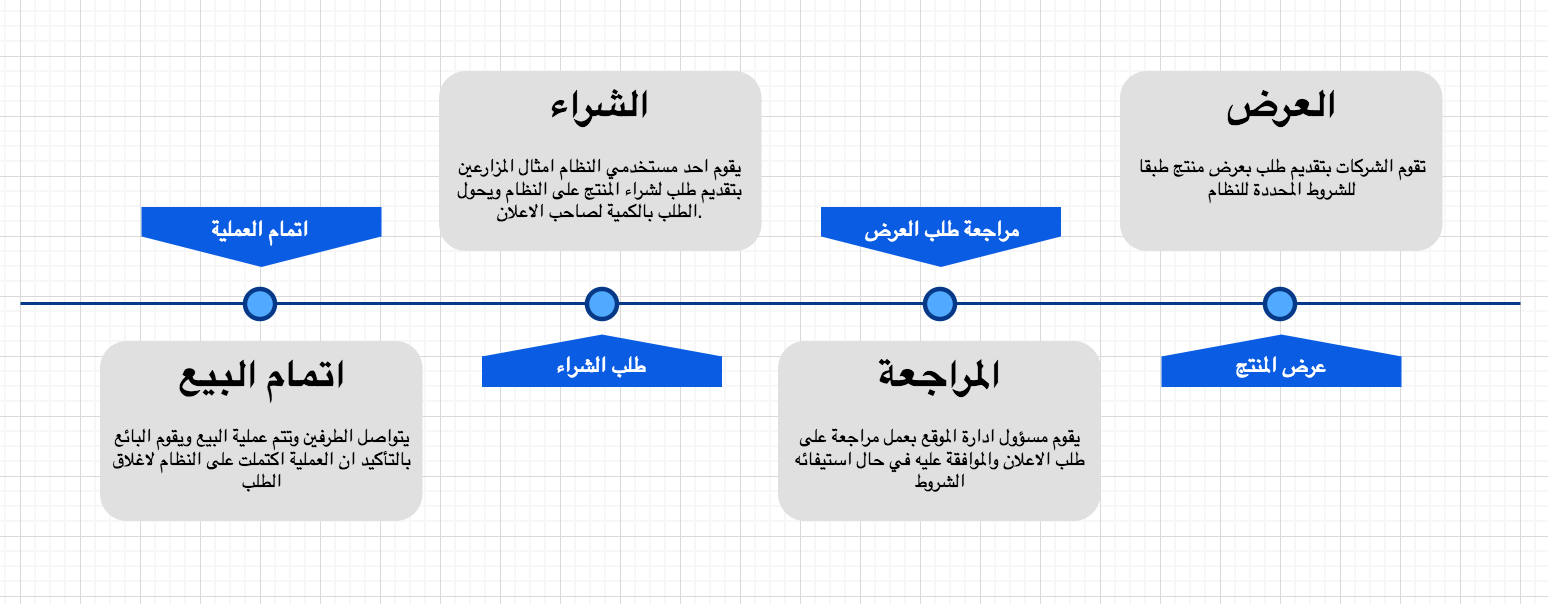 العرض
تقوم الشركات بتقديم طلب بعرض منتج طبقا
للشروط المحددة للنظام
عرض المنتج
مراجعة طلب العرض
المراجعة
يقوم مسؤول ادارة الموقع بعمل مراجعة على
طلب الاعلان والموافقة عليه في حال استيفائه
الشروط
الشراء
يقوم احد مستخدمي النظام امثال المزارعين
بتقديم طلب لشراء المنتج على النظام ويحول
الطلب بالكمية لصاحب الاعلان.
طلب الشراء
اتمام العملية
اتمام البيع
يتواصل الطرفين وتتم عملية البيع ويقوم البائع
بالتأكيد ان العملية اكتملت على النظام لاغلاق
الطلب